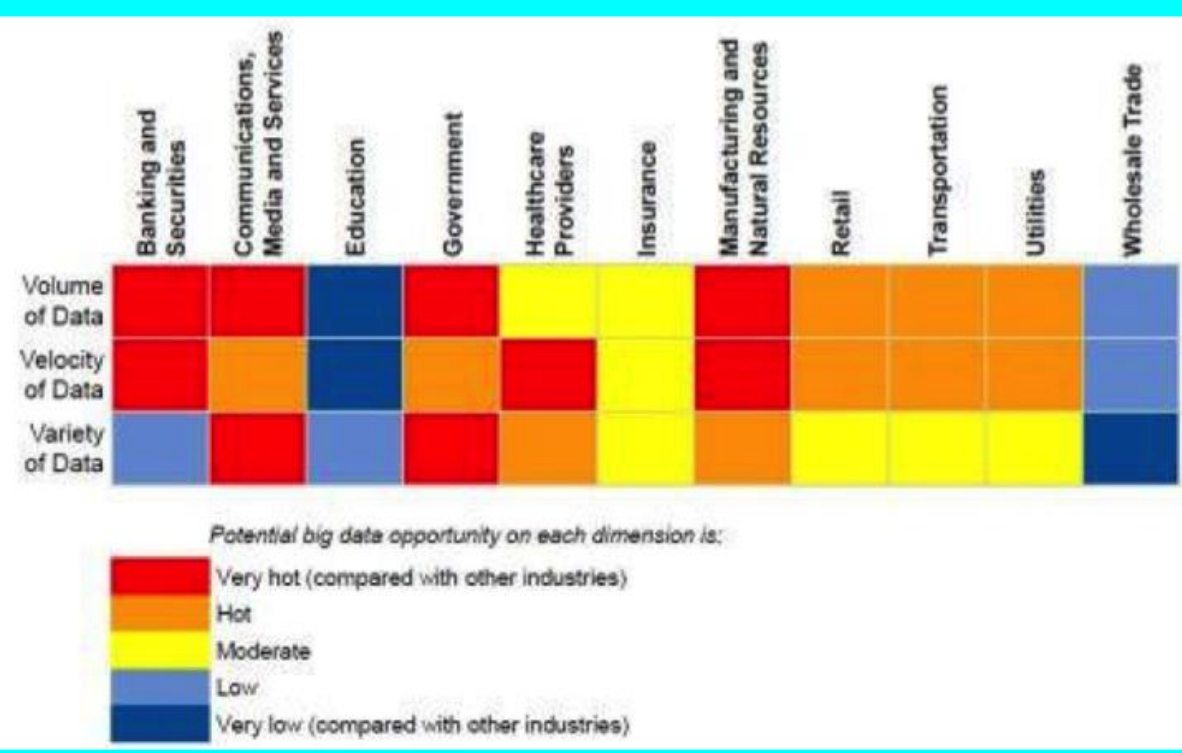 Banking and
Securities
Communications,
Media and Services
Education
Government
Healthcare
Providers
Insurance
Manufacturing and
Natural Resources
Retail
Transportation
Utilities
Wholesale Trade
Volume
of Data
Velocity
of Data
Variety
of Data
Potential big data opportunity on each dimension is:
Very hot (compared with other industries)
Hot
Moderate
Low
Very low (compared with other industries)